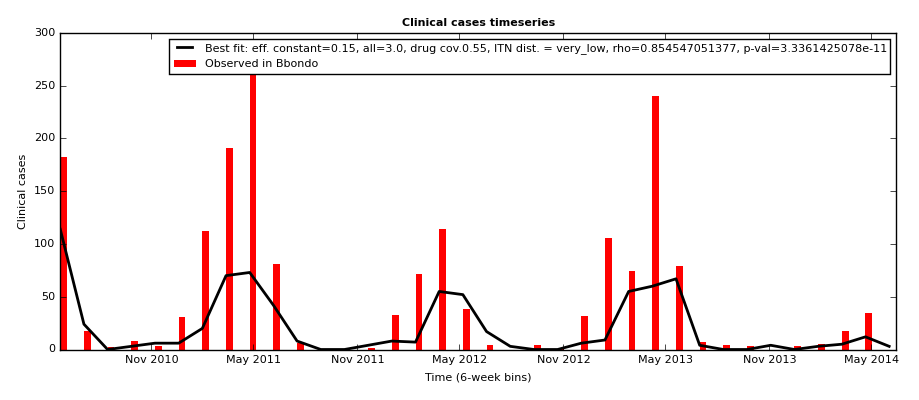 Clinical cases timeseries
Best fit: eff. constant=0.15, all=3.0, drug cov.0.55, ITN dist. = very_low, rho=0.854547051377, p-val=3.3361425078e-11
Observed in Bbondo
300
250
200
150
100
50
0
Clinical cases
Nov 2010 May 2011 Nov 2011 May 2012 Nov 2012 May 2013 Nov 2013 May 2014
Time (6-week bins)